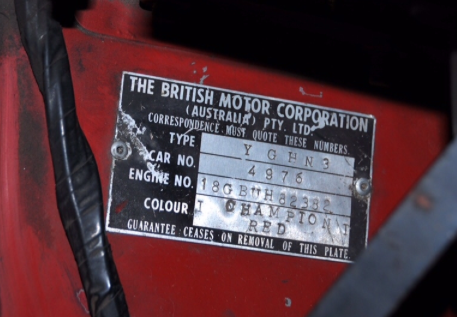 THE BRITISH MOTOR CORPORATION
(AUSTRALIA) PTY. LTD.
CORRESPONDENCE MUST QUOTE THESE NUMBERS.
TYPE YGHN3
CAR NO. 4976
ENGINE NO.
COLOUR CHAMPION
RED
GUARANTEE CEASES ON REMOVAL OF THIS PLATE